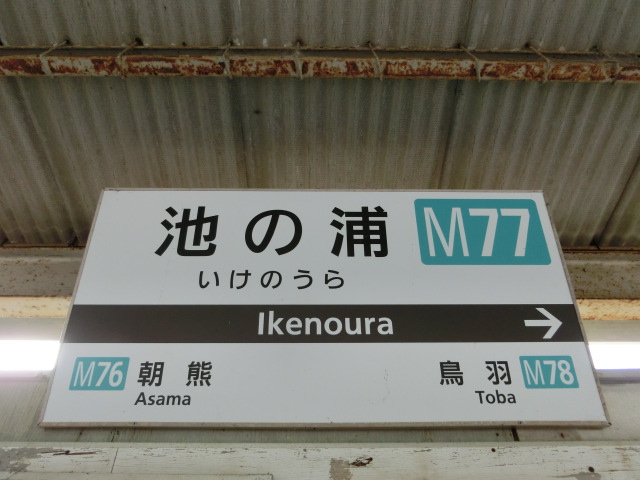 池の浦 M77
いけのうら
Ikenoura →
M76 朝熊 鳥羽 M78
Asama Toba